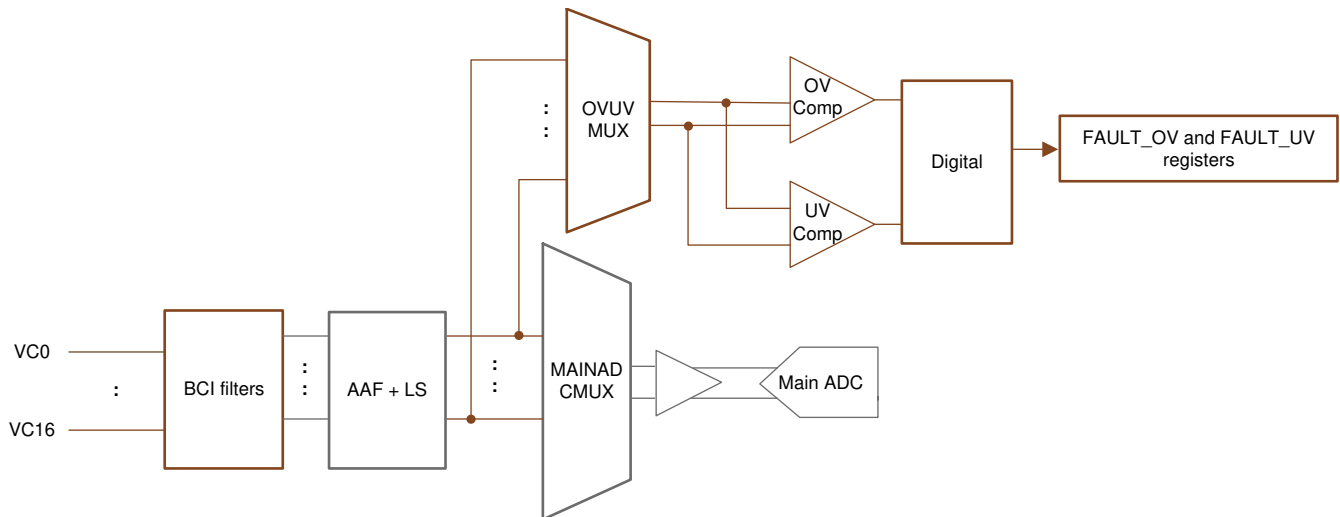 OVUV
MUX
OV
Comp
UV
Comp
Digital
FAULT_OV and FAULT_UV
registers
VC0
:
VC16
BCI filters
:
:
AAF + LS
:
:
:
:
MAINAD
CMUX
Main ADC